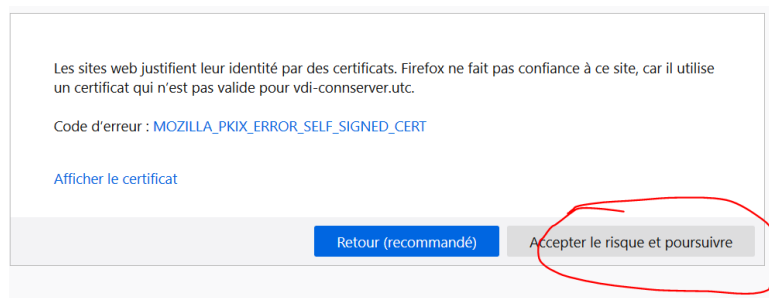 Les sites web justifient leur identité par des certificats. Firefox ne fait pas confiance à ce site, car il utilise
un certificat qui n'est pas valide pour vdi-connserver.utc.
Code d'erreur : MOZILLA_PKIX_ERROR_SELF_SIGNED_CERT
Afficher le certificat
Retour (recommandé)
Accepter le risque et poursuivre